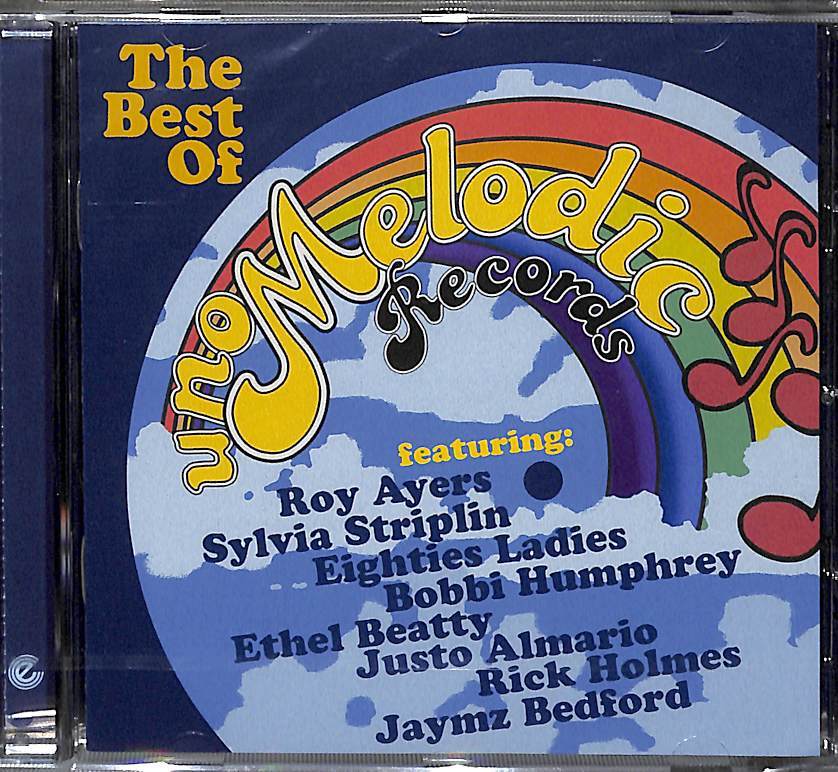 The
Best
Of
uno Melodic
Records
featuring:
Roy Ayers
Sylvia Striplin
Eighties Ladies
Bobbi Humphrey
Ethel Beatty
Justo Almario
Rick Holmes
Jaymz Bedford